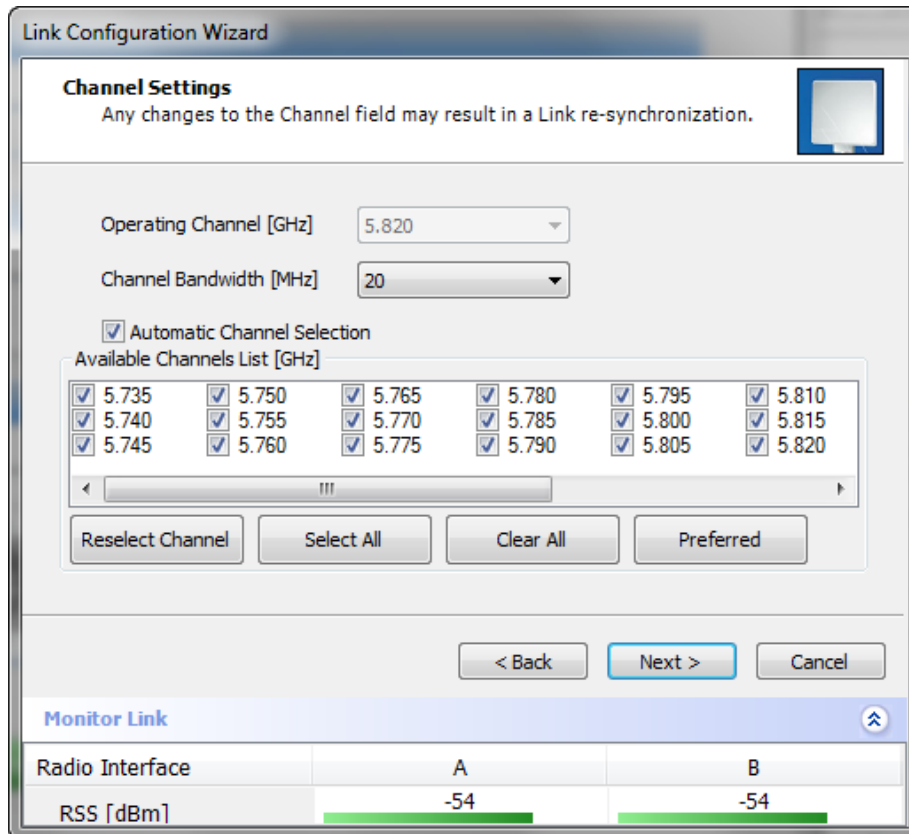 Link Configuration Wizard
Channel Settings
Any changes to the Channel field may result in a Link re-synchronization.
Operating Channel [GHz] 5.820
Channel Bandwidth [MHz] 20
Automatic Channel Selection
Available Channels List [GHz]
5.735 5.750 5.765 5.780 5.795 5.810
5.740 5.755 5.770 5.785 5.800 5.815
5.745 5.760 5.775 5.790 5.805 5.820
Reselect Channel Select All Clear All Preferred
< Back Next > Cancel
Monitor Link
Radio Interface A B
RSS [dBm] -54 -54